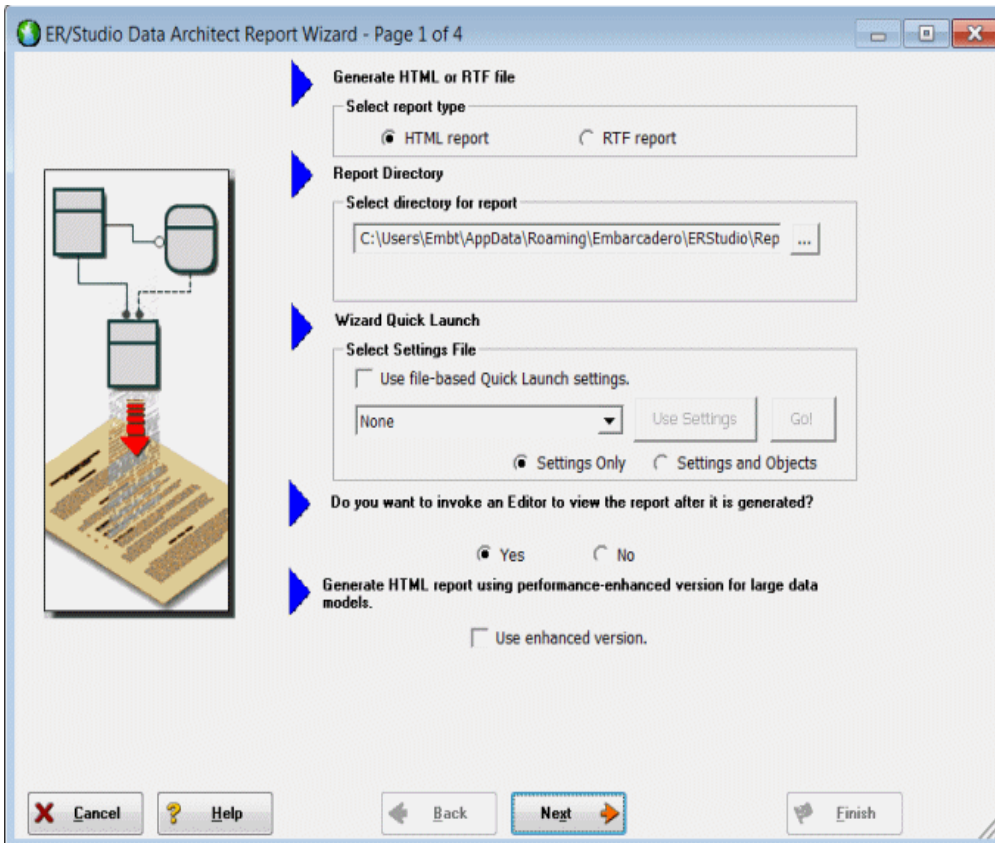 ER/Studio Data Architect Report Wizard - Page 1 of 4
Generate HTML or RTF file
Select report type
HTML report
RTF report
Report Directory
Select directory for report
C:\Users\Embt\AppData\Roaming\Embarcadero\ERStudio\Rep
...
Wizard Quick Launch
Select Settings File
Use file-based Quick Launch settings.
None
Use Settings
Go!
Settings Only
Settings and Objects
Do you want to invoke an Editor to view the report after it is generated?
Yes
No
Generate HTML report using performance-enhanced version for large data
models.
Use enhanced version.
Cancel
Help
Back
Next
Finish